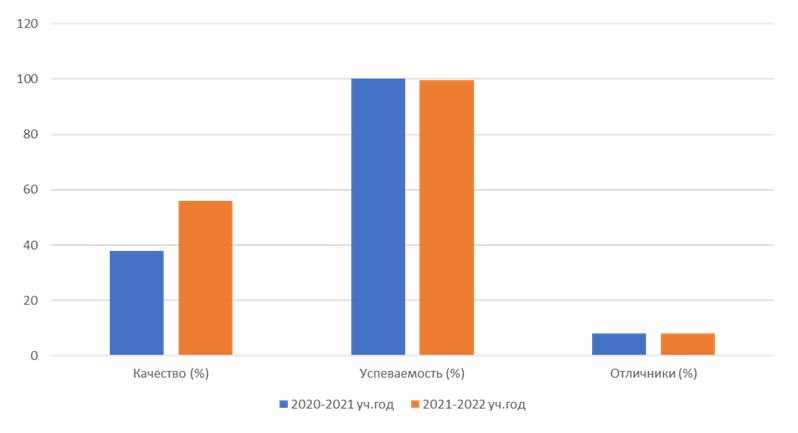 120
100
80
60
40
20
0
Качество (%)
Успеваемость (%)
Отличники (%)
2020-2021 уч.год
2021-2022 уч.год